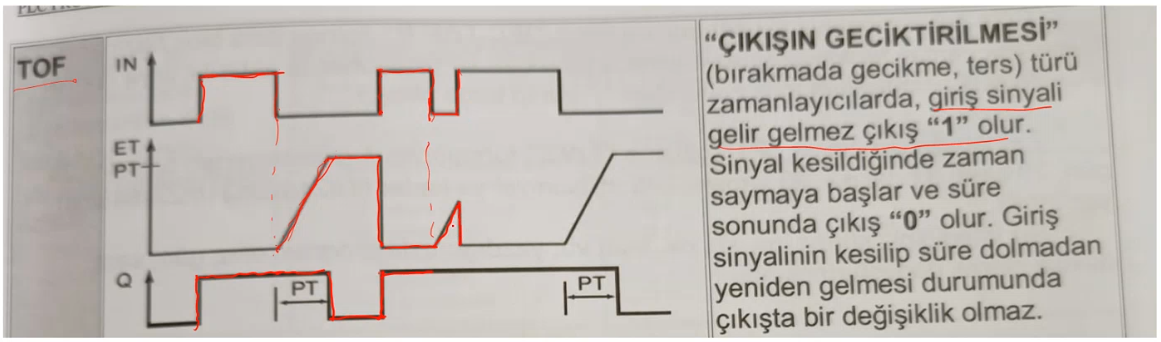 TOF
IN
ET
PT
Q
PT
PT
“ÇIKIŞIN GECİKTİRİLMESİ”
(bırakmada gecikme, ters) türü
zamanlayıcılarda, giriş sinyali
gelir gelmez çıkış “1” olur.
Sinyal kesildiğinde zaman
saymaya başlar ve süre
sonunda çıkış “0” olur. Giriş
sinyalinin kesilip süre dolmadan
yeniden gelmesi durumunda
çıkışta bir değişiklik olmaz.